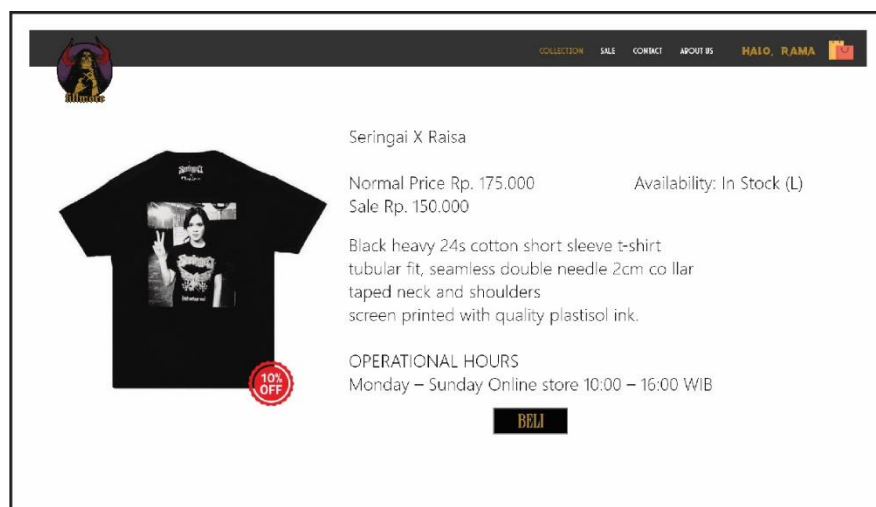 COLLECTION SALE CONTACT ABOUT US HALO, RAMA
fillmore
Seringai X Raisa
Normal Price Rp. 175.000 Availability: In Stock (L)
Sale Rp. 150.000
Black heavy 24s cotton short sleeve t-shirt
tubular fit, seamless double needle 2cm co llar
taped neck and shoulders
screen printed with quality plastisol ink.
OPERATIONAL HOURS
Monday – Sunday Online store 10:00 – 16:00 WIB
BELI
Seringai
Seringai
10%
OFF